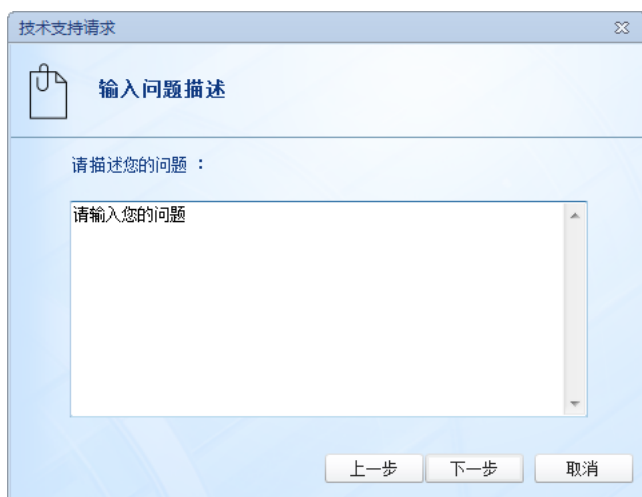 技术支持请求
输入问题描述
请描述您的问题 ：
请输入您的问题
上一步 下一步 取消